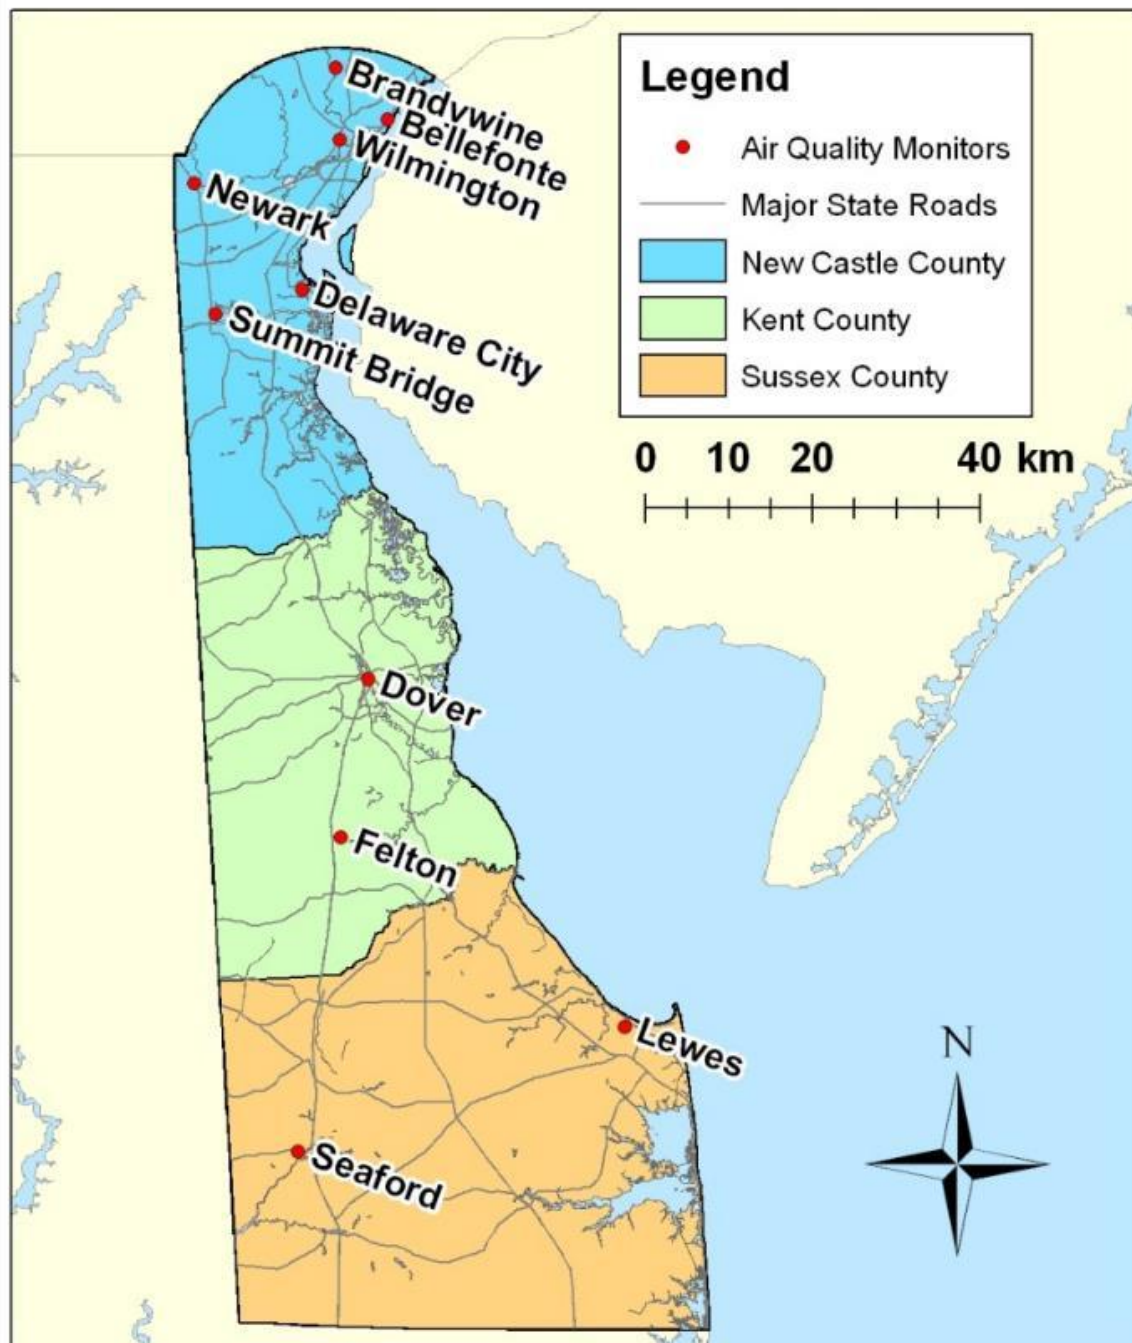 Legend
Air Quality Monitors
Major State Roads
New Castle County
Kent County
Sussex County
0 10 20 40 km
Brandywine
Bellefonte
Wilmington
Newark
Delaware City
Summit Bridge
Dover
Felton
Lewes
Seaford
N